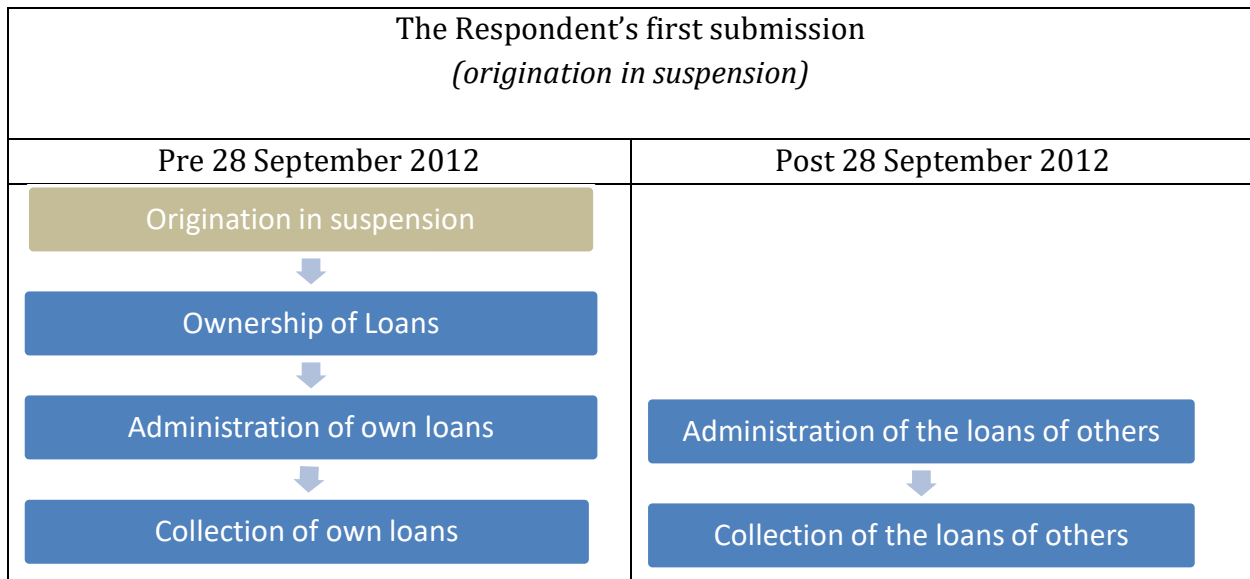 The Respondent’s first submission
(origination in suspension)
Pre 28 September 2012
Post 28 September 2012
Origination in suspension
Ownership of Loans
Administration of own loans
Collection of own loans
Administration of the loans of others
Collection of the loans of others